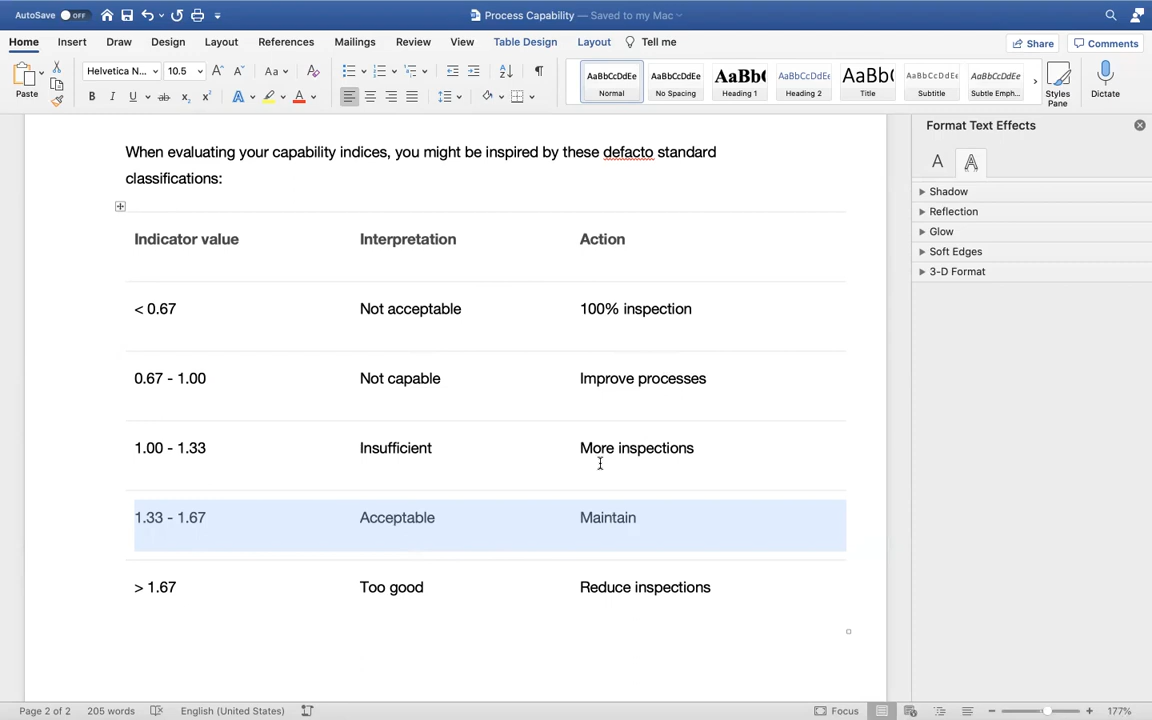 AutoSave OFF
Process Capability — Saved to my Mac
Home Insert Draw Design Layout References Mailings Review View Table Design Layout Tell me
Share Comments
Paste
Helvetica N... 10.5
Aa
B I U ab x₂ x² A A
AaBbCcDdEe Normal
AaBbCcDdEe No Spacing
AaBb( Heading 1
AaBbCcDdEe Heading 2
AaBb( Title
AaBbCcDdEe Subtitle
AaBbCcDdEe Subtle Emph...
Styles Pane
Dictate
Format Text Effects
A A
Shadow
Reflection
Glow
Soft Edges
3-D Format
When evaluating your capability indices, you might be inspired by these defacto standard
classifications:
Indicator value Interpretation Action
< 0.67 Not acceptable 100% inspection
0.67 - 1.00 Not capable Improve processes
1.00 - 1.33 Insufficient More inspections
1.33 - 1.67 Acceptable Maintain
> 1.67 Too good Reduce inspections
Page 2 of 2 205 words English (United States) Focus 177%